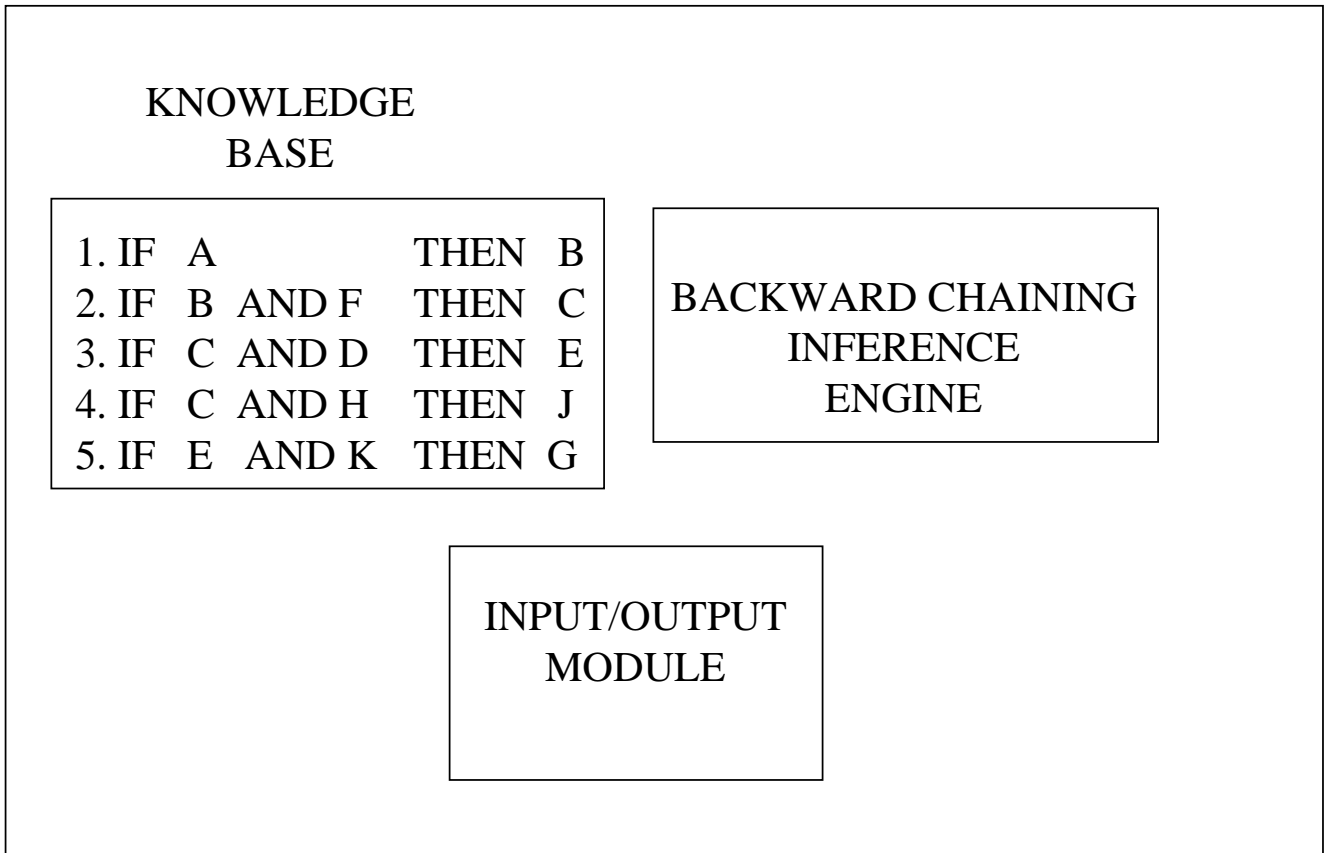 KNOWLEDGE
BASE
1. IF A THEN B
2. IF B AND F THEN C
3. IF C AND D THEN E
4. IF C AND H THEN J
5. IF E AND K THEN G
BACKWARD CHAINING
INFERENCE
ENGINE
INPUT/OUTPUT
MODULE